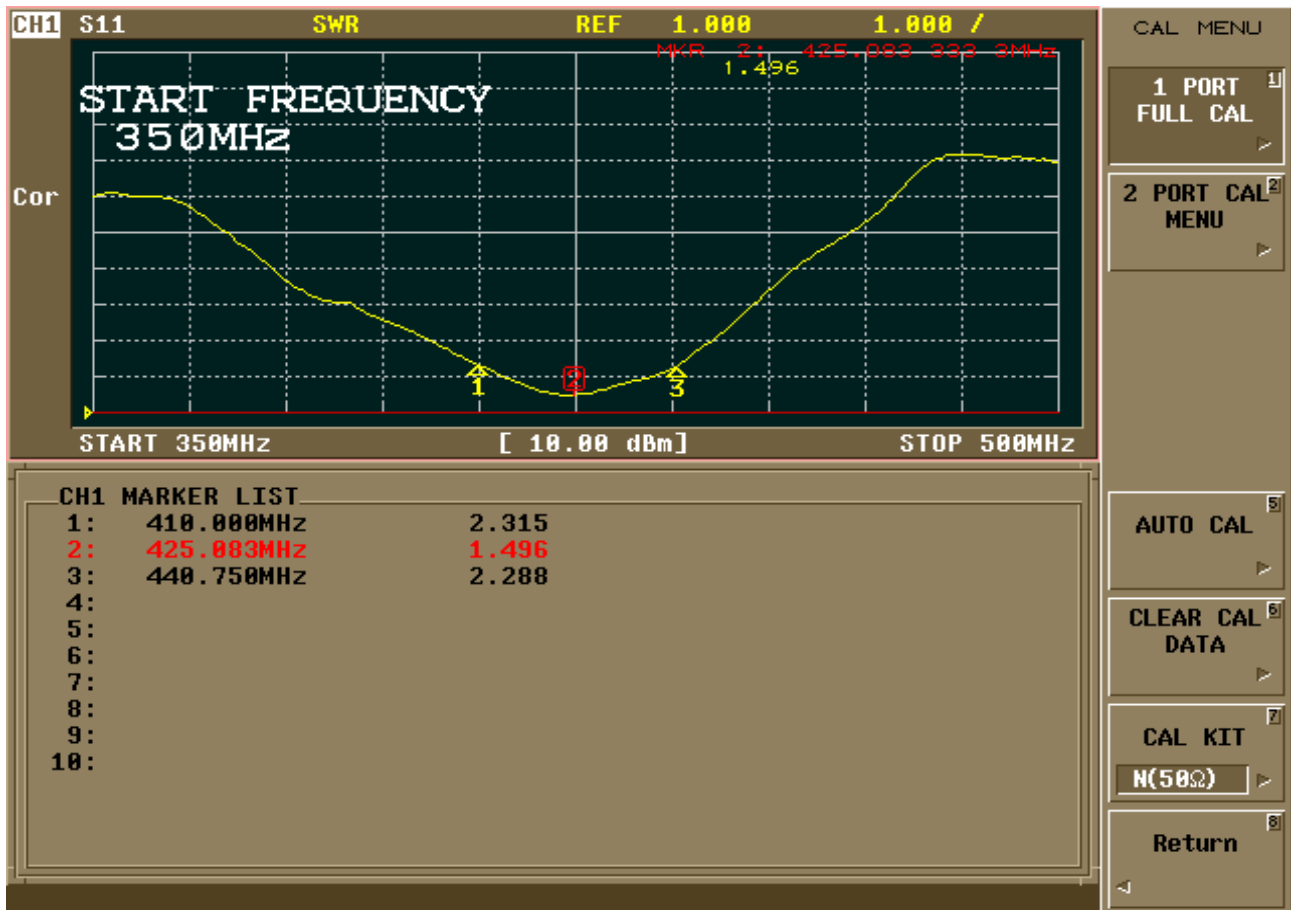 CH1 S11 SWR REF 1.000 1.000 /
MKR 2: 425.083 333 3MHz
1.496
START FREQUENCY
350MHz
Cor
1
2
3
START 350MHz [ 10.00 dBm] STOP 500MHz
CH1 MARKER LIST
1: 410.000MHz 2.315
2: 425.083MHz 1.496
3: 440.750MHz 2.288
4:
5:
6:
7:
8:
9:
10:
CAL MENU
1 PORT 1
FULL CAL
2 PORT CAL 2
MENU
5
AUTO CAL
CLEAR CAL 6
DATA
7
CAL KIT
N(50Ω)
8
Return